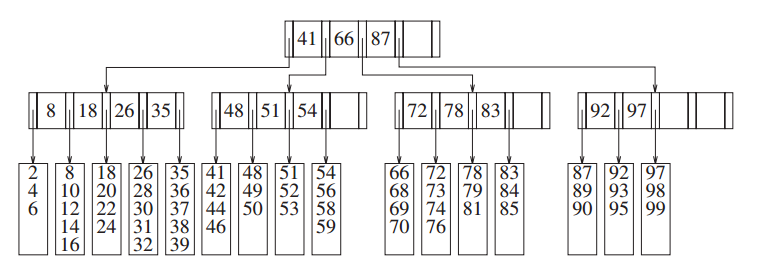 41 66 87
8 18 26 35 48 51 54 72 78 83 92 97
2 8 18 26 35 41 48 51 54 66 72 78 83 87 92 97
4 10 20 28 36 42 49 52 56 68 73 79 84 89 93 98
6 12 22 30 37 44 50 53 58 69 74 81 85 90 95 99
14 24 31 38 46 59 70 76
16 32 39